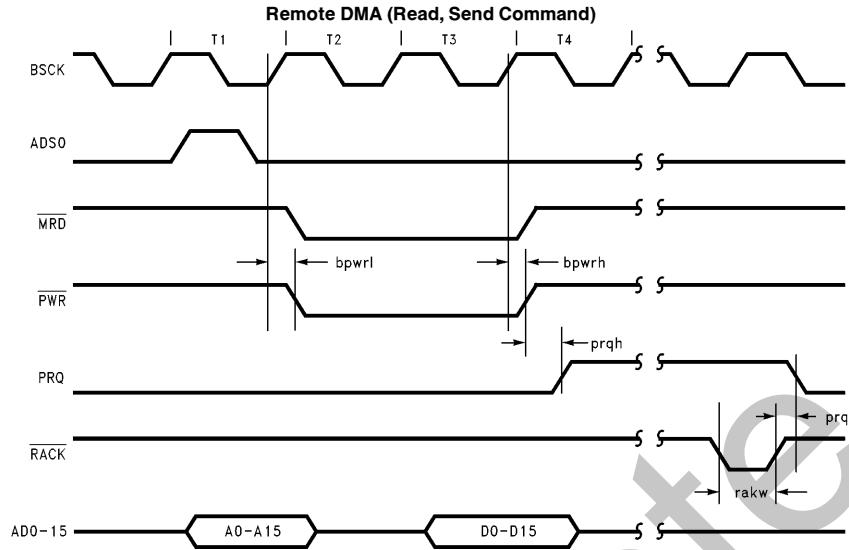 Remote DMA (Read, Send Command)
T1 T2 T3 T4
BSCK
ADS0
MRD
bpwrl bpwrh
PWR
prqh
PRQ
prq
RACK
rakw
AD0-15 A0-A15 D0-D15